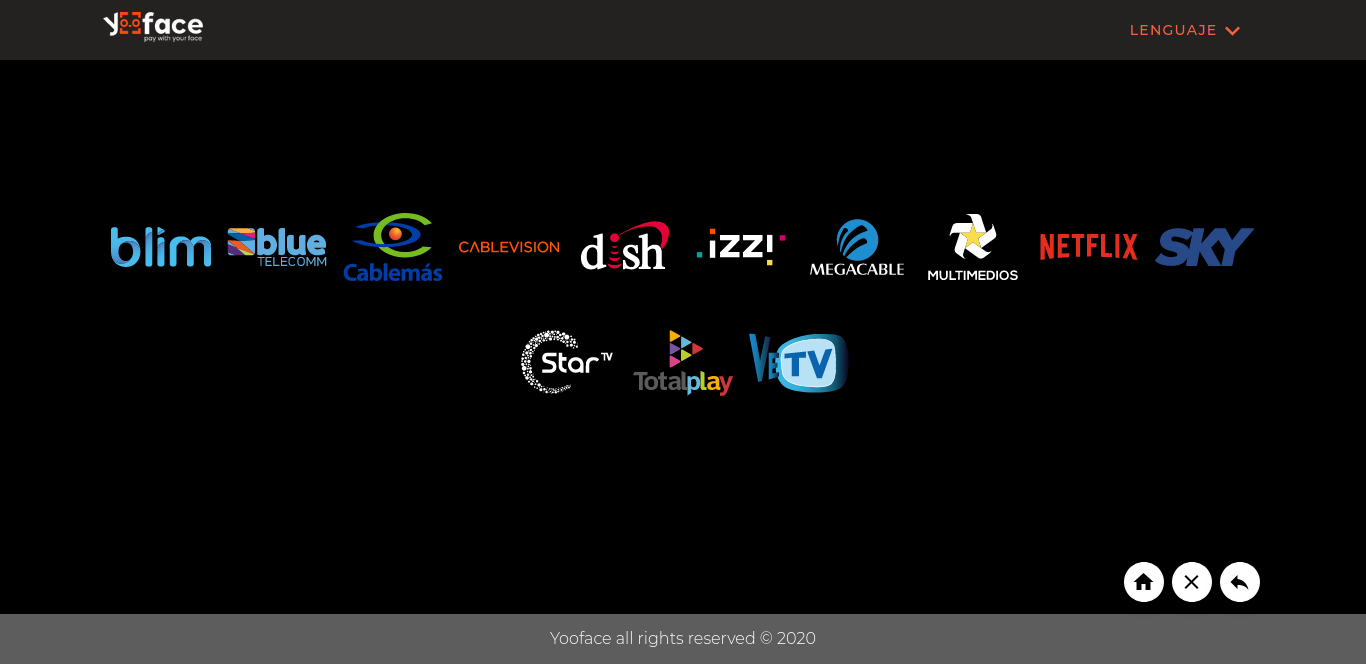 yooface
pay with your face
LENGUAJE
blim
blue
TELECOMM
Cablemás
CABLEVISION
dish
izzi
MEGACABLE
MULTIMEDIOS
NETFLIX
SKY
Star TV
Totalplay
VeTV
Yooface all rights reserved © 2020